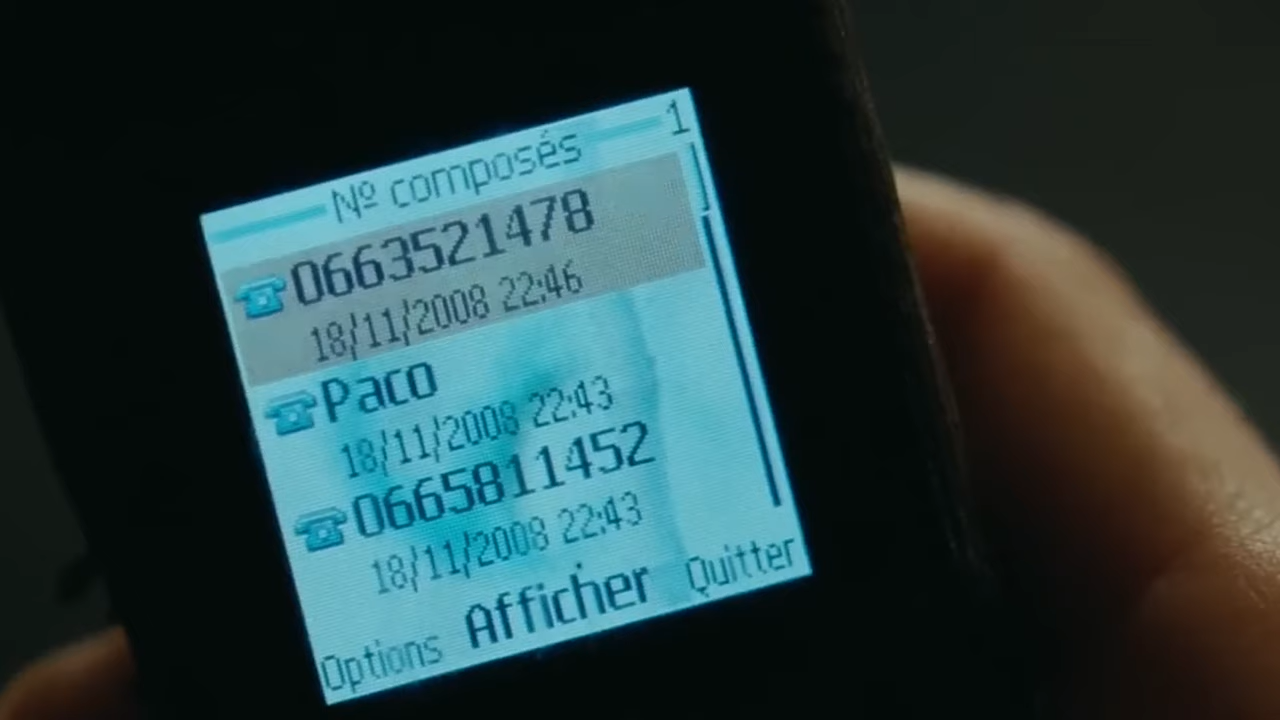 Nº composés 1
0663521478
18/11/2008 22:46
Paco
18/11/2008 22:43
0665811452
18/11/2008 22:43
Options Afficher Quitter